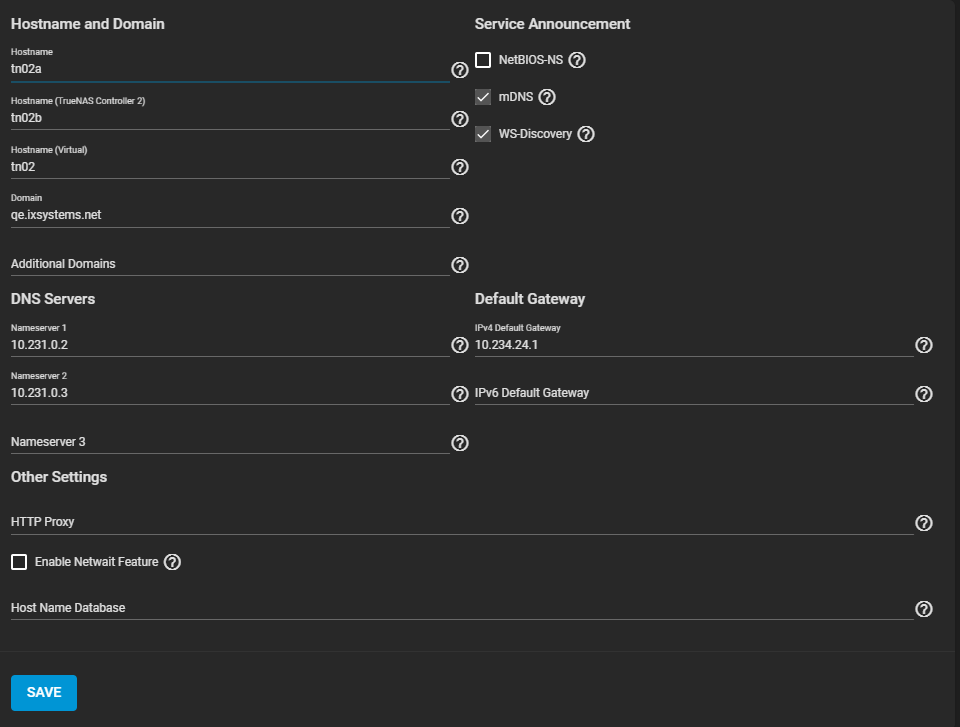 Hostname and Domain
Hostname
tn02a
Hostname (TrueNAS Controller 2)
tn02b
Hostname (Virtual)
tn02
Domain
qe.ixsystems.net
Additional Domains
Service Announcement
NetBIOS-NS
mDNS
WS-Discovery
DNS Servers
Nameserver 1
10.231.0.2
Nameserver 2
10.231.0.3
Nameserver 3
Default Gateway
IPv4 Default Gateway
10.234.24.1
IPv6 Default Gateway
Other Settings
HTTP Proxy
Enable Netwait Feature
Host Name Database
SAVE